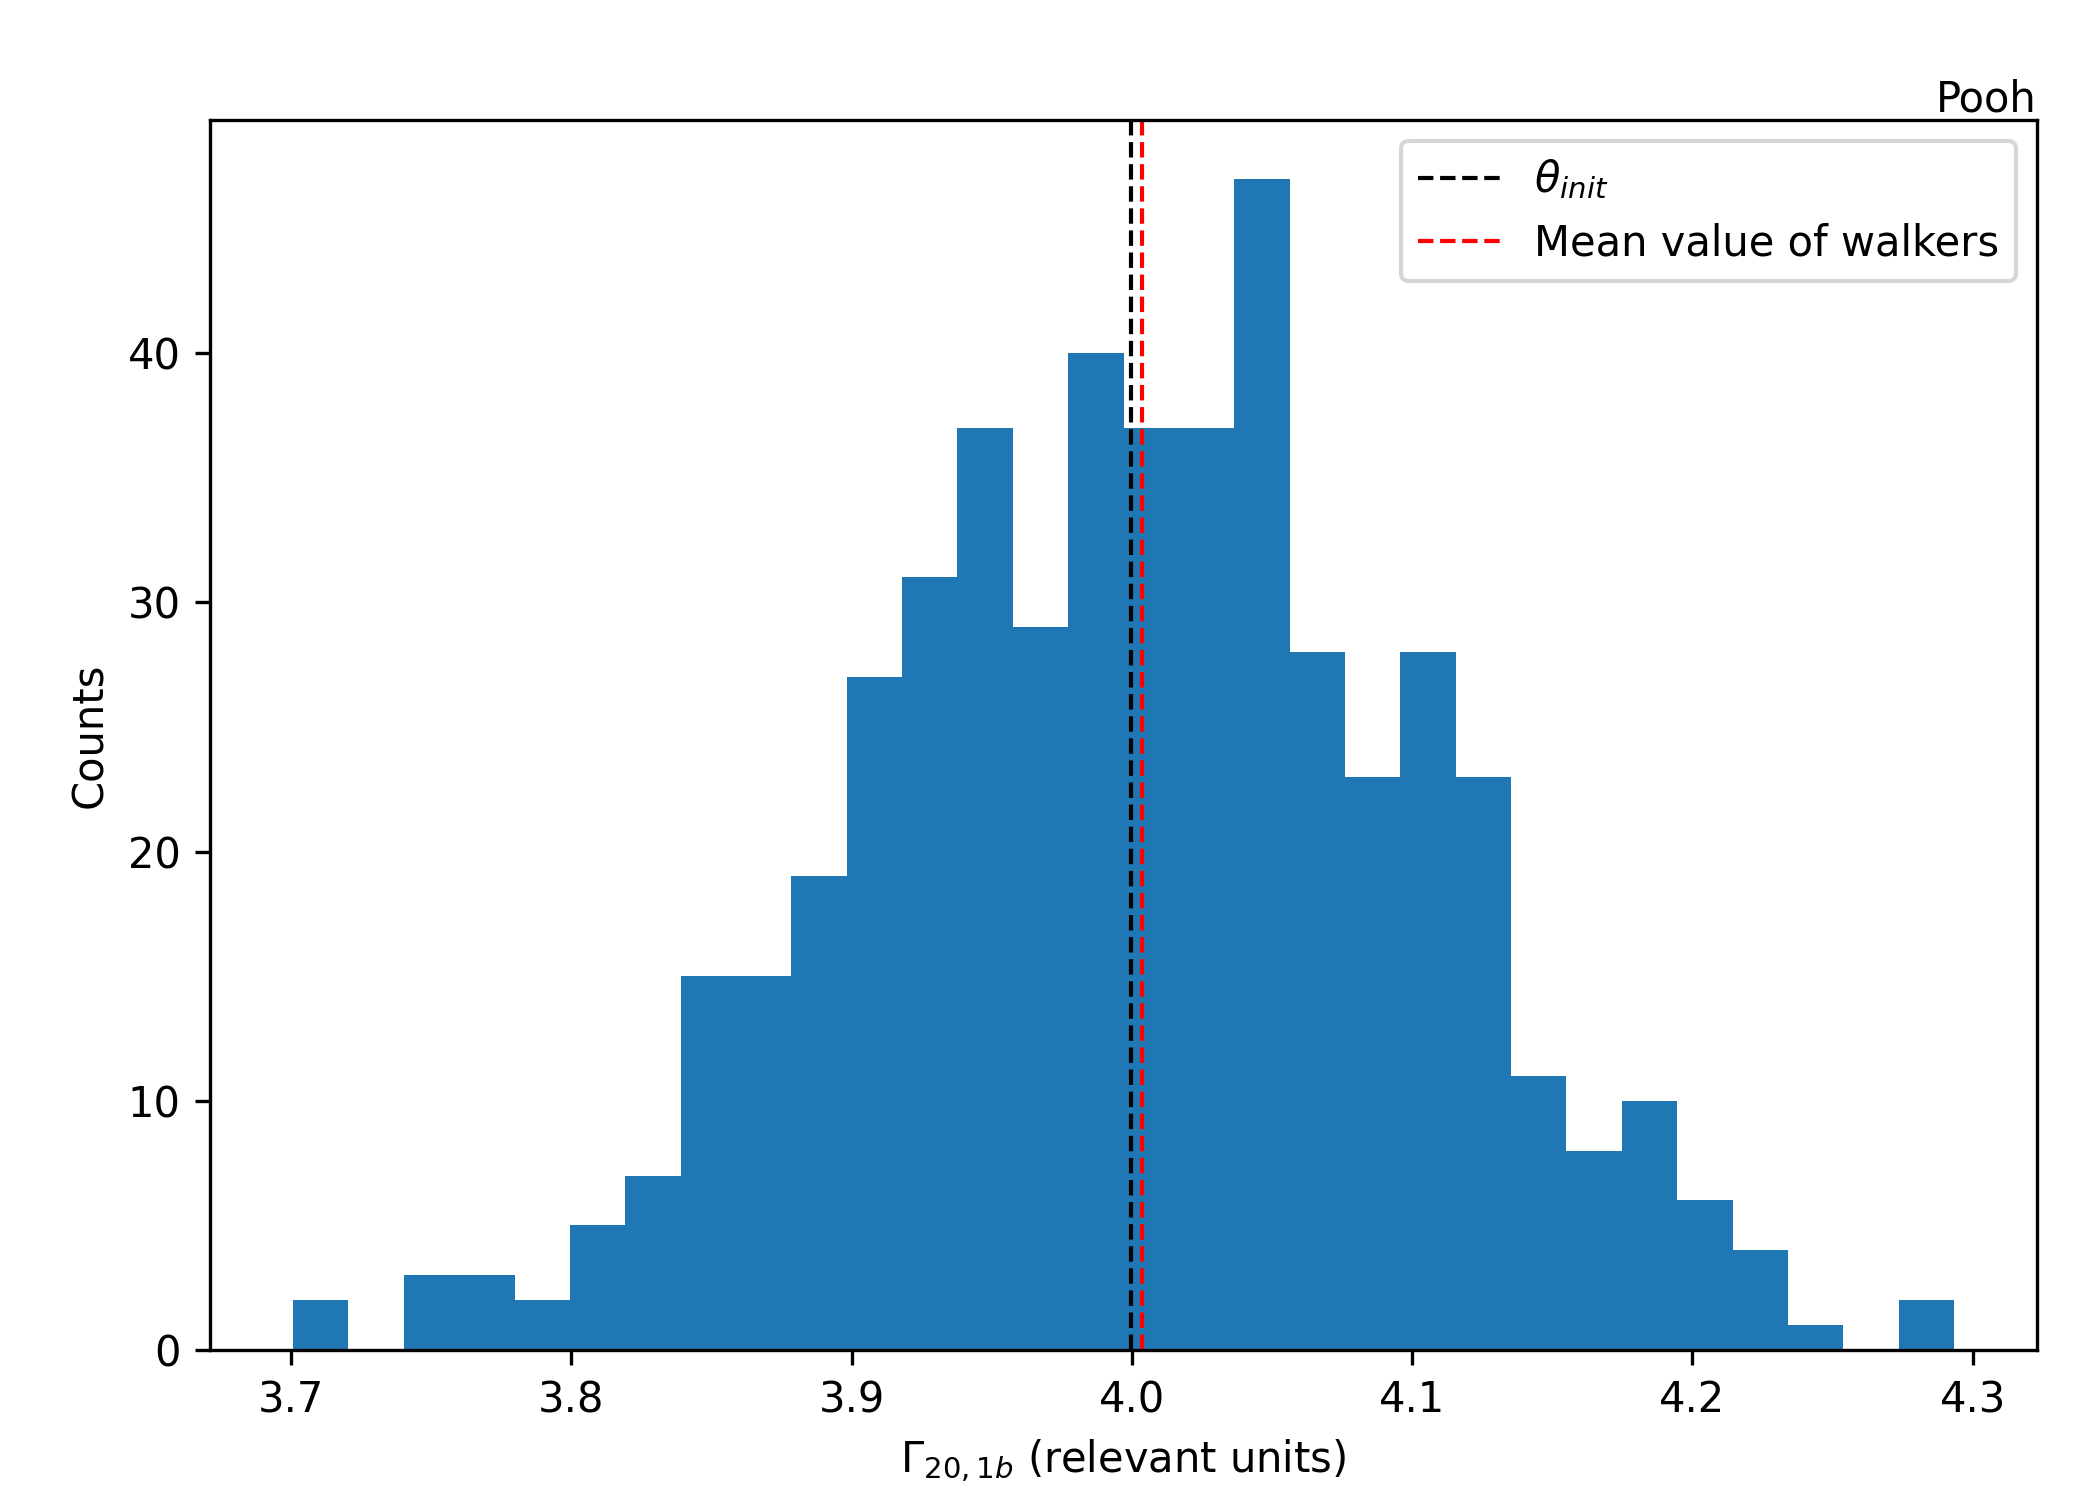 Pooh
θ_init
Mean value of walkers
40
30
20
10
0
Counts
3.7 3.8 3.9 4.0 4.1 4.2 4.3
Γ_20,1b (relevant units)